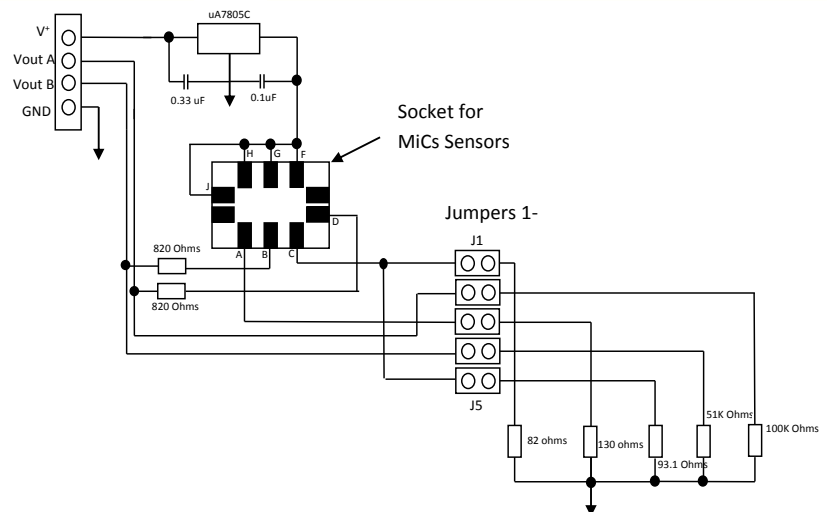 uA7805C
V+
Vout A
Vout B
GND
0.33 uF
0.1uF
Socket for
MiCs Sensors
H
G
F
J
D
A
B
C
Jumpers 1-
J1
820 Ohms
820 Ohms
J5
82 ohms
130 ohms
93.1 Ohms
51K Ohms
100K Ohms